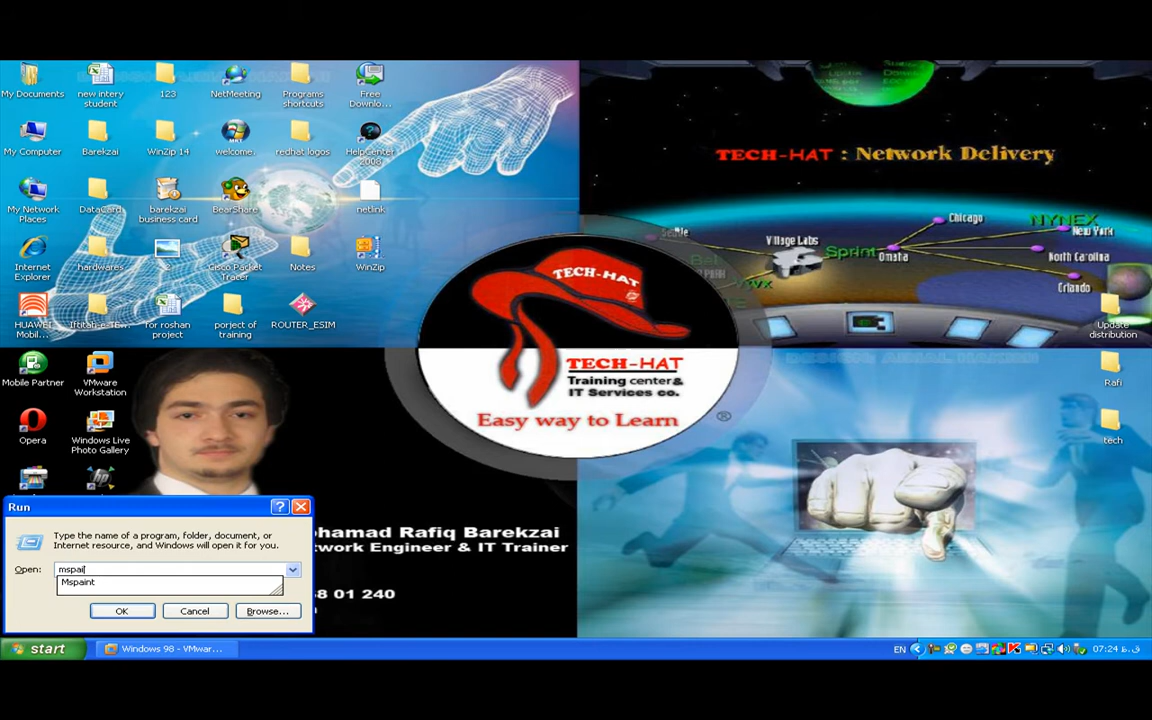 My Documents
new intery
student
123
NetMeeting
Programs
shortcuts
Free
Downlo...
My Computer
Barekzai
WinZip 14
welcome.
redhat logos
HelpCenter
2008
My Network
Places
DataCard
barekzai
business card
BearShare
netlink
Internet
Explorer
hardwares
2
Cisco Packet
Tracer
Notes
WinZip
HUAWEI
Mobil...
Iftitah-e-TE...
for roshan
project
porject of
training
ROUTER_ESIM
Mobile Partner
VMware
Workstation
Opera
Windows Live
Photo Gallery
TECH-HAT : Network Delivery
Chicago
NYNEX
New York
Village Labs
Sprint
Omaha
North Carolina
Orlando
Update
distribution
Rafi
tech
TECH-HAT
TECH-HAT
Training center&
IT Services co.
Easy way to Learn
®
hamad Rafiq Barekzai
twork Engineer & IT Trainer
8 01 240
Run
Type the name of a program, folder, document, or
Internet resource, and Windows will open it for you.
Open:
mspai
Mspaint
OK
Cancel
Browse...
start
Windows 98 - VMwar...
EN
07:24 ق.ظ